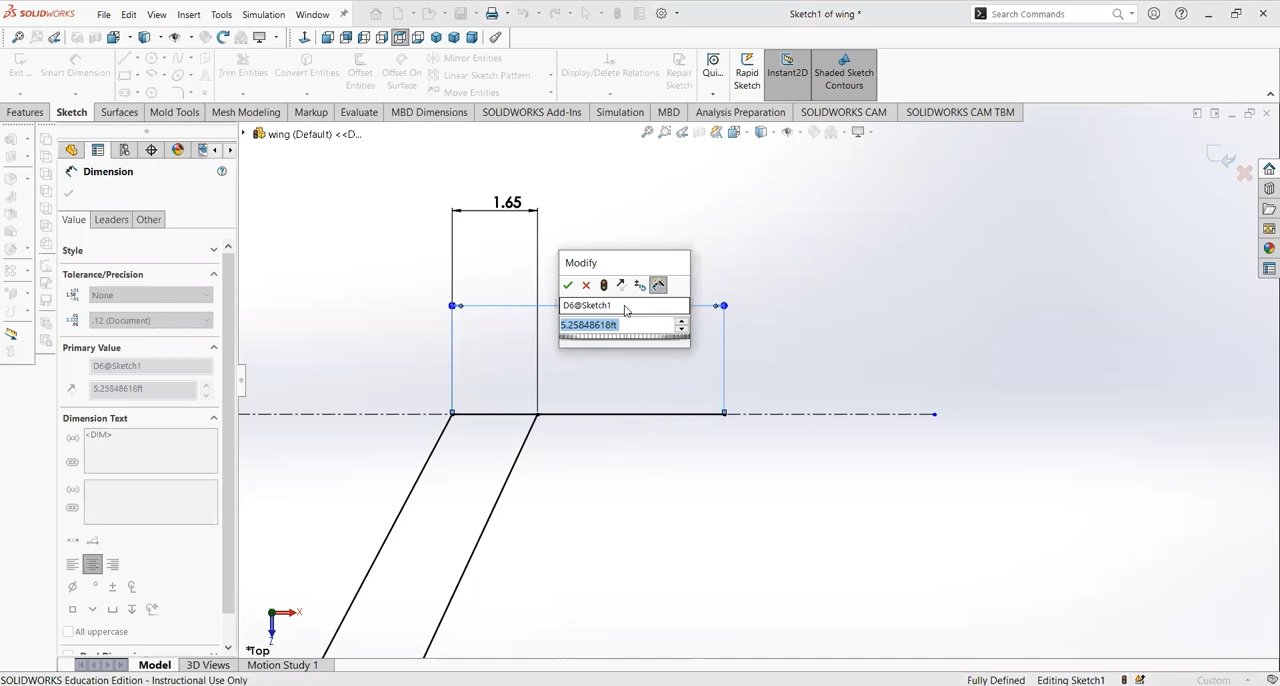 SOLIDWORKS File Edit View Insert Tools Simulation Window Sketch1 of wing * Search Commands
Exit ... Smart Dimension Trim Entities Convert Entities Offset Entities Offset On Surface Mirror Entities Linear Sketch Pattern Move Entities Display/Delete Relations Repair Sketch Qui... Rapid Sketch Instant2D Shaded Sketch Contours
Features Sketch Surfaces Mold Tools Mesh Modeling Markup Evaluate MBD Dimensions SOLIDWORKS Add-Ins Simulation MBD Analysis Preparation SOLIDWORKS CAM SOLIDWORKS CAM TBM
wing (Default) <<D...
Dimension
Value Leaders Other
Style
Tolerance/Precision
None
.12 (Document)
Primary Value
D6@Sketch1
5.25848618ft
Dimension Text
<DIM>
All uppercase
1.65
Modify
D6@Sketch1
5.25848618ft
X
Z
*Top
Model 3D Views Motion Study 1
SOLIDWORKS Education Edition - Instructional Use Only Fully Defined Editing Sketch1 Custom